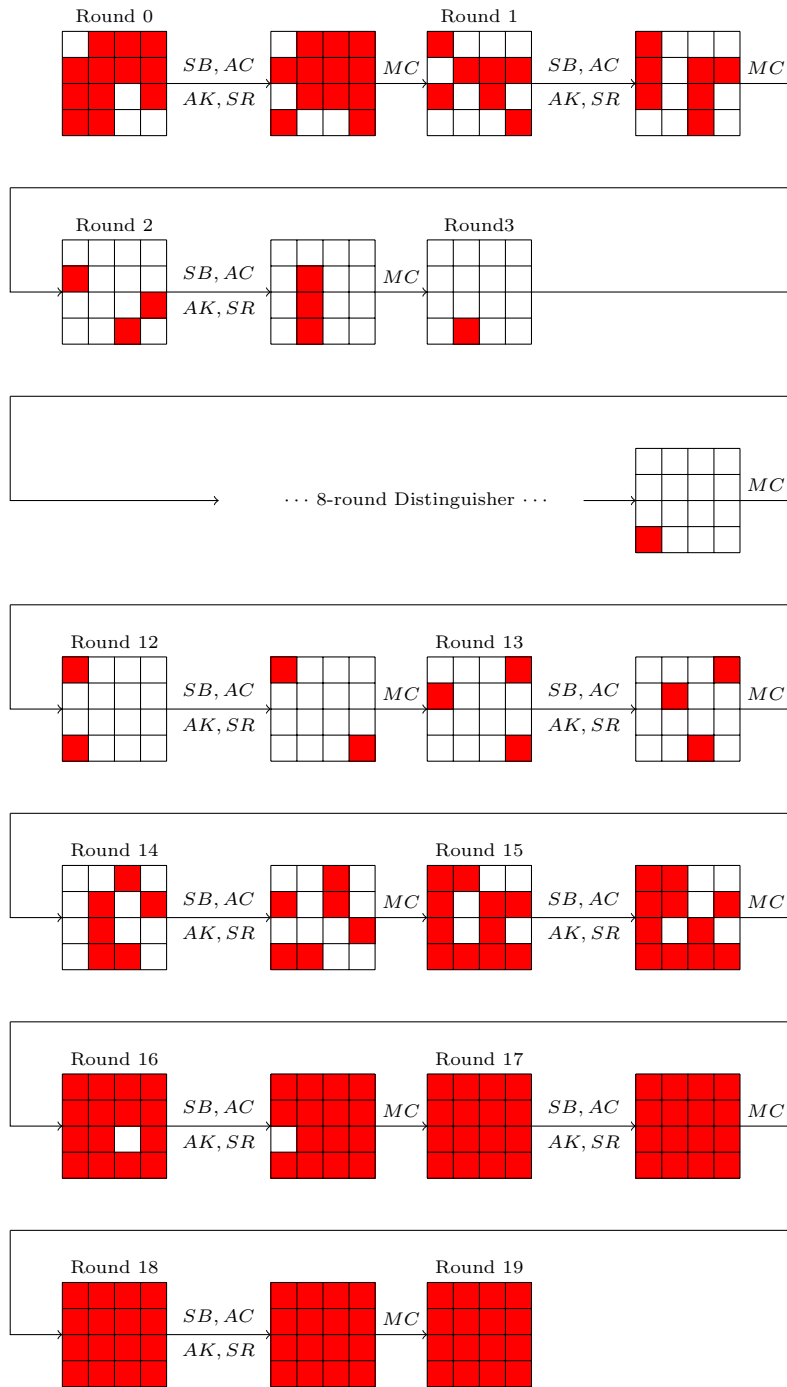 Round 0
Round 1
SB, AC
MC
SB, AC
MC
AK, SR
AK, SR
Round 2
Round3
SB, AC
MC
AK, SR
··· 8-round Distinguisher ···
MC
Round 12
Round 13
SB, AC
MC
SB, AC
MC
AK, SR
AK, SR
Round 14
Round 15
SB, AC
MC
SB, AC
MC
AK, SR
AK, SR
Round 16
Round 17
SB, AC
MC
SB, AC
MC
AK, SR
AK, SR
Round 18
Round 19
SB, AC
MC
AK, SR